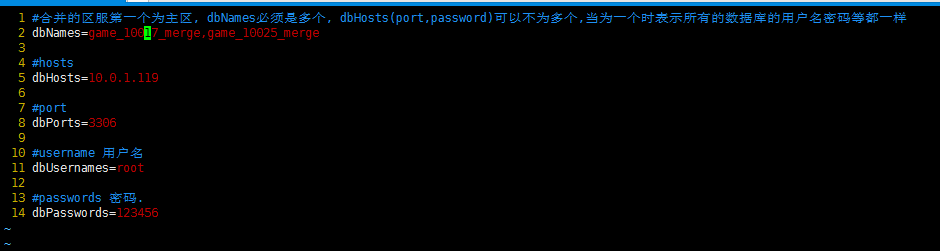 1 #合并的区服第一个为主区, dbNames必须是多个, dbHosts(port,password)可以不为多个,当为一个时表示所有的数据库的用户名密码等都一样
2 dbNames=game_10017_merge,game_10025_merge
3
4 #hosts
5 dbHosts=10.0.1.119
6
7 #port
8 dbPorts=3306
9
10 #username 用户名
11 dbUsernames=root
12
13 #passwords 密码.
14 dbPasswords=123456
~
~